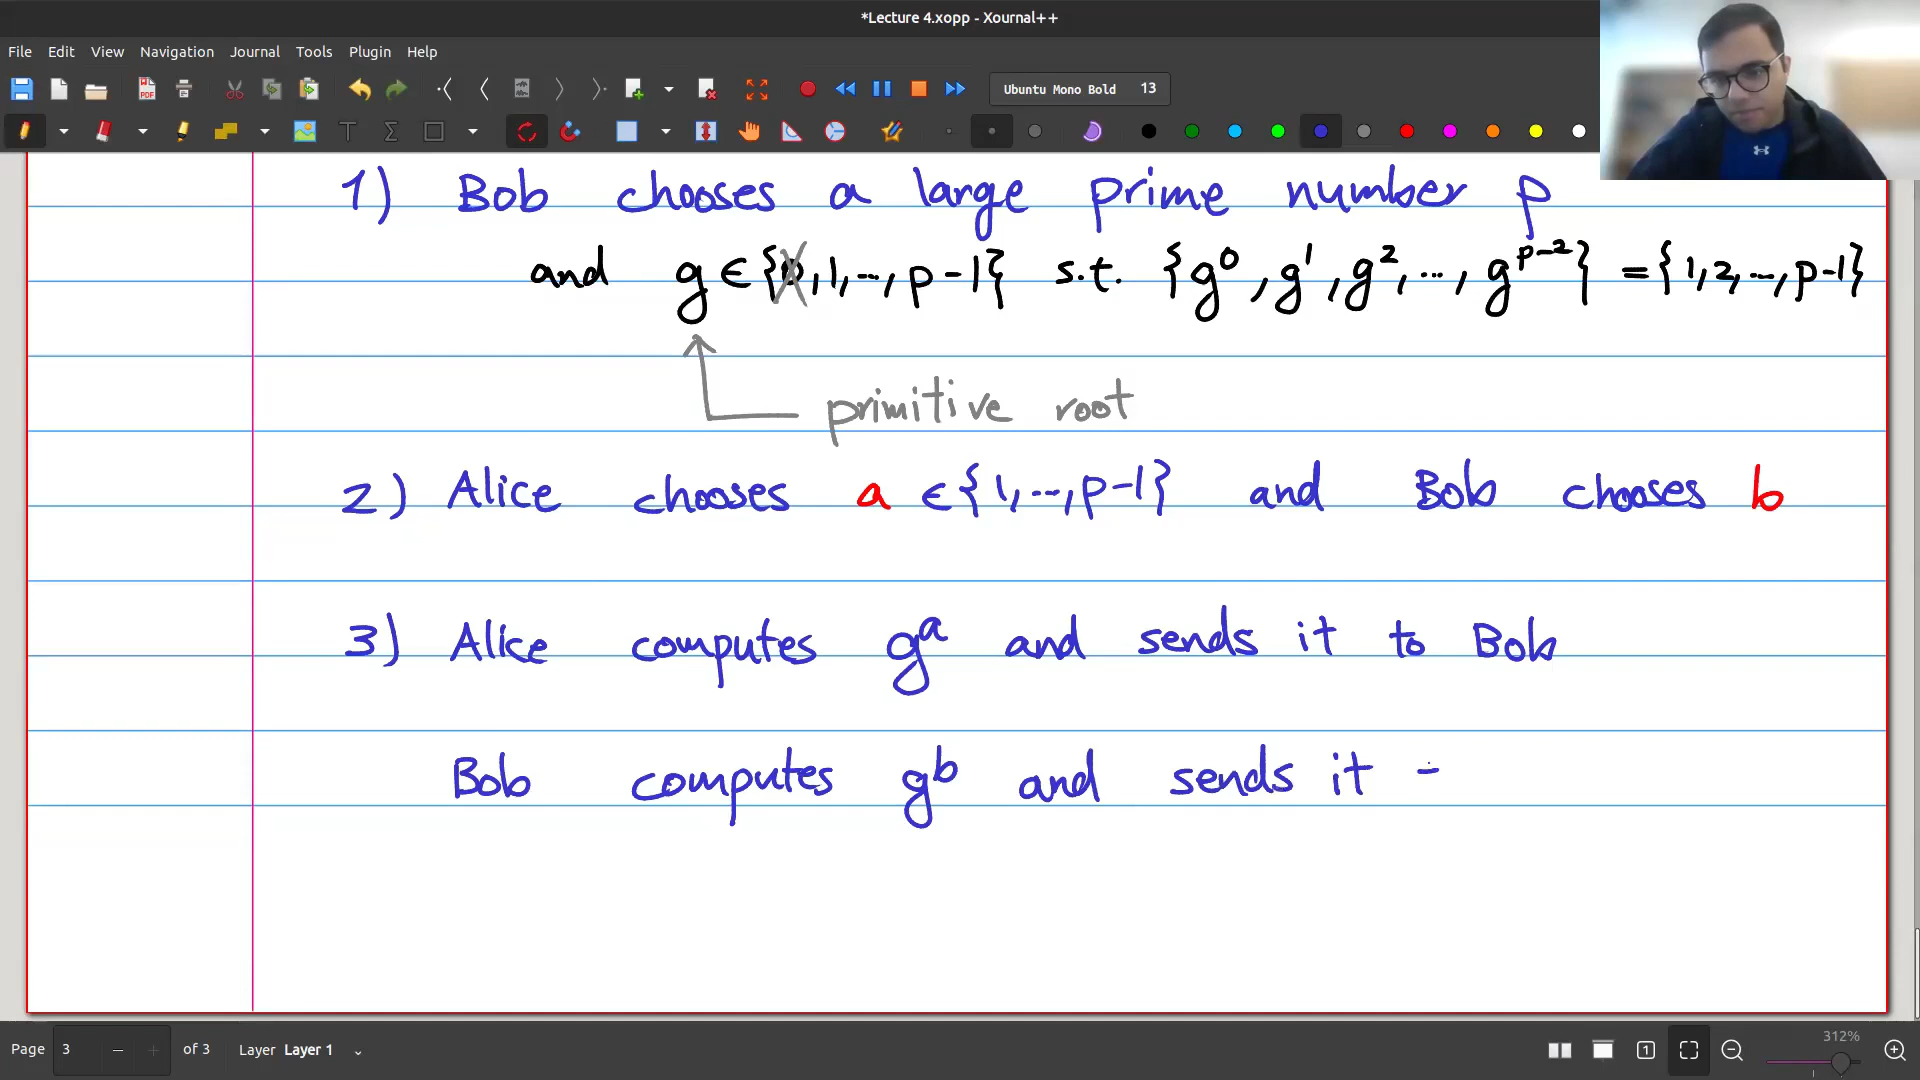 *Lecture 4.xopp - Xournal++
File Edit View Navigation Journal Tools Plugin Help
Ubuntu Mono Bold 13
1) Bob chooses a large prime number p
and g ∈ {0, 1, ..., p-1} s.t. {g⁰, g¹, g², ..., g^{p-2}} = {1, 2, ..., p-1}
primitive root
2) Alice chooses a ∈ {1, ..., p-1} and Bob chooses b
3) Alice computes g^a and sends it to Bob
Bob computes g^b and sends it -
Page 3 of 3 Layer Layer 1 312%